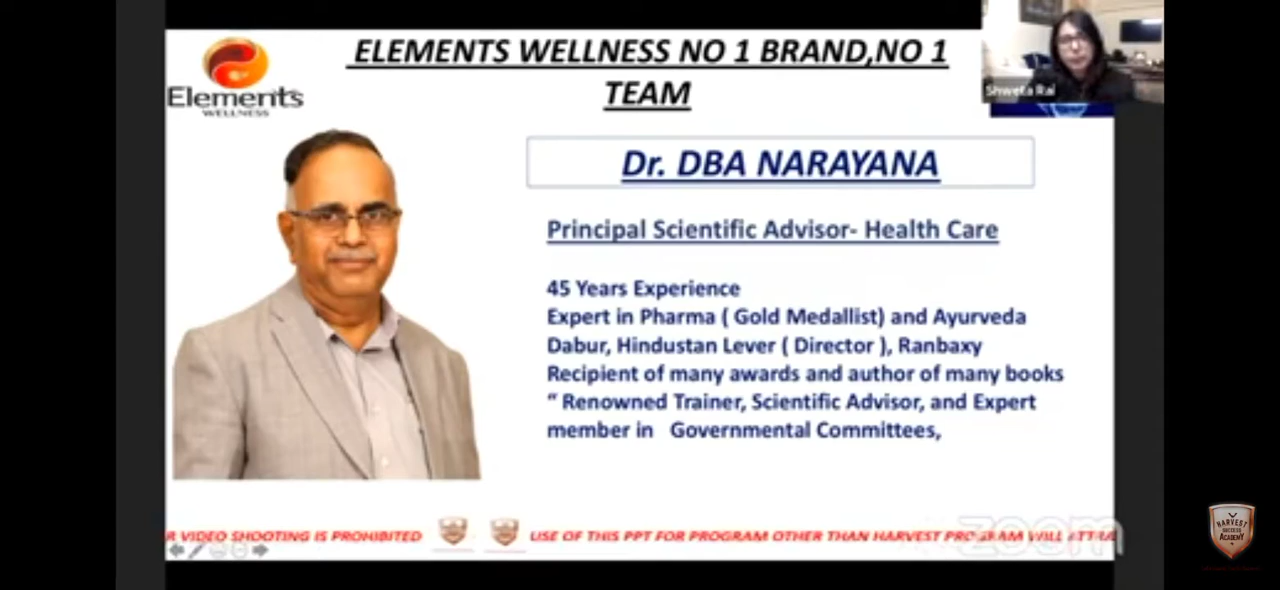 ELEMENTS WELLNESS NO 1 BRAND,NO 1
TEAM
Elements
WELLNESS
Shweta Rai
Dr. DBA NARAYANA
Principal Scientific Advisor- Health Care
45 Years Experience
Expert in Pharma ( Gold Medallist) and Ayurveda
Dabur, Hindustan Lever ( Director ), Ranbaxy
Recipient of many awards and author of many books
“ Renowned Trainer, Scientific Advisor, and Expert
member in Governmental Committees,
R VIDEO SHOOTING IS PROHIBITED USE OF THIS PPT FOR PROGRAM OTHER THAN HARVEST PROGRAM WILL ATTRA
zoom
HARVEST
SUCCESS
ACADEMY